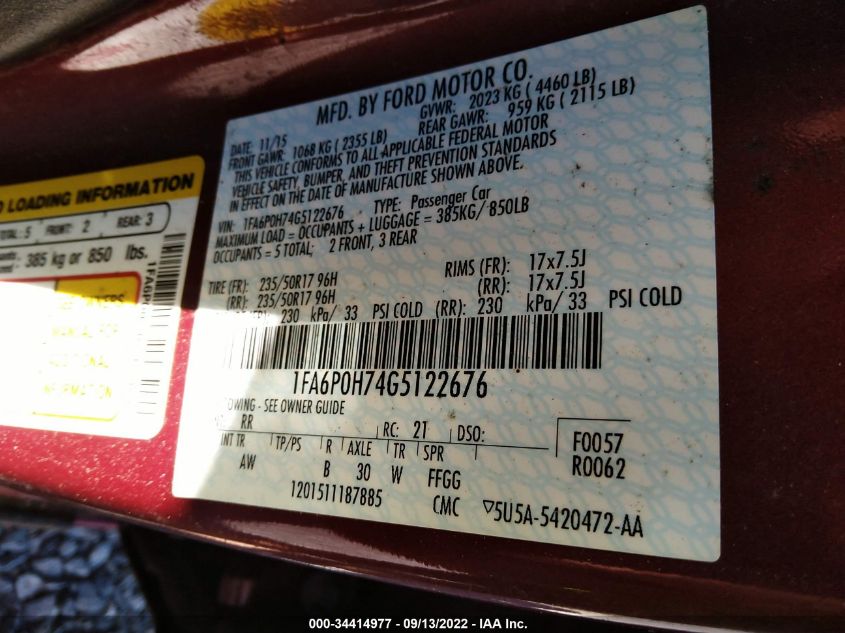 MFD. BY FORD MOTOR CO.
DATE: 11/15 GVWR: 2023 KG ( 4460 LB)
FRONT GAWR: 1068 KG ( 2355 LB) REAR GAWR: 959 KG ( 2115 LB)
THIS VEHICLE CONFORMS TO ALL APPLICABLE FEDERAL MOTOR
VEHICLE SAFETY, BUMPER, AND THEFT PREVENTION STANDARDS
IN EFFECT ON THE DATE OF MANUFACTURE SHOWN ABOVE.
VIN: 1FA6P0H74G5122676 TYPE: Passenger Car
MAXIMUM LOAD = OCCUPANTS + LUGGAGE = 385KG/850LB
OCCUPANTS = 5 TOTAL; 2 FRONT, 3 REAR
TIRE (FR): 235/50R17 96H RIMS (FR): 17x7.5J
(RR): 235/50R17 96H (RR): 17x7.5J
230 kPa/ 33 PSI COLD (RR): 230 kPa/ 33 PSI COLD
1FA6P0H74G5122676
- SEE OWNER GUIDE
RR RC: 21 DSO:
INT TR TP/PS R AXLE TR SPR F0057
AW B 30 W FFGG R0062
1201511187885 CMC ▽5U5A-5420472-AA
LOADING INFORMATION
5 FRONT: 2 REAR: 3
385 kg or 850 lbs.
MANUAL FOR
000-34414977 - 09/13/2022 - IAA Inc.